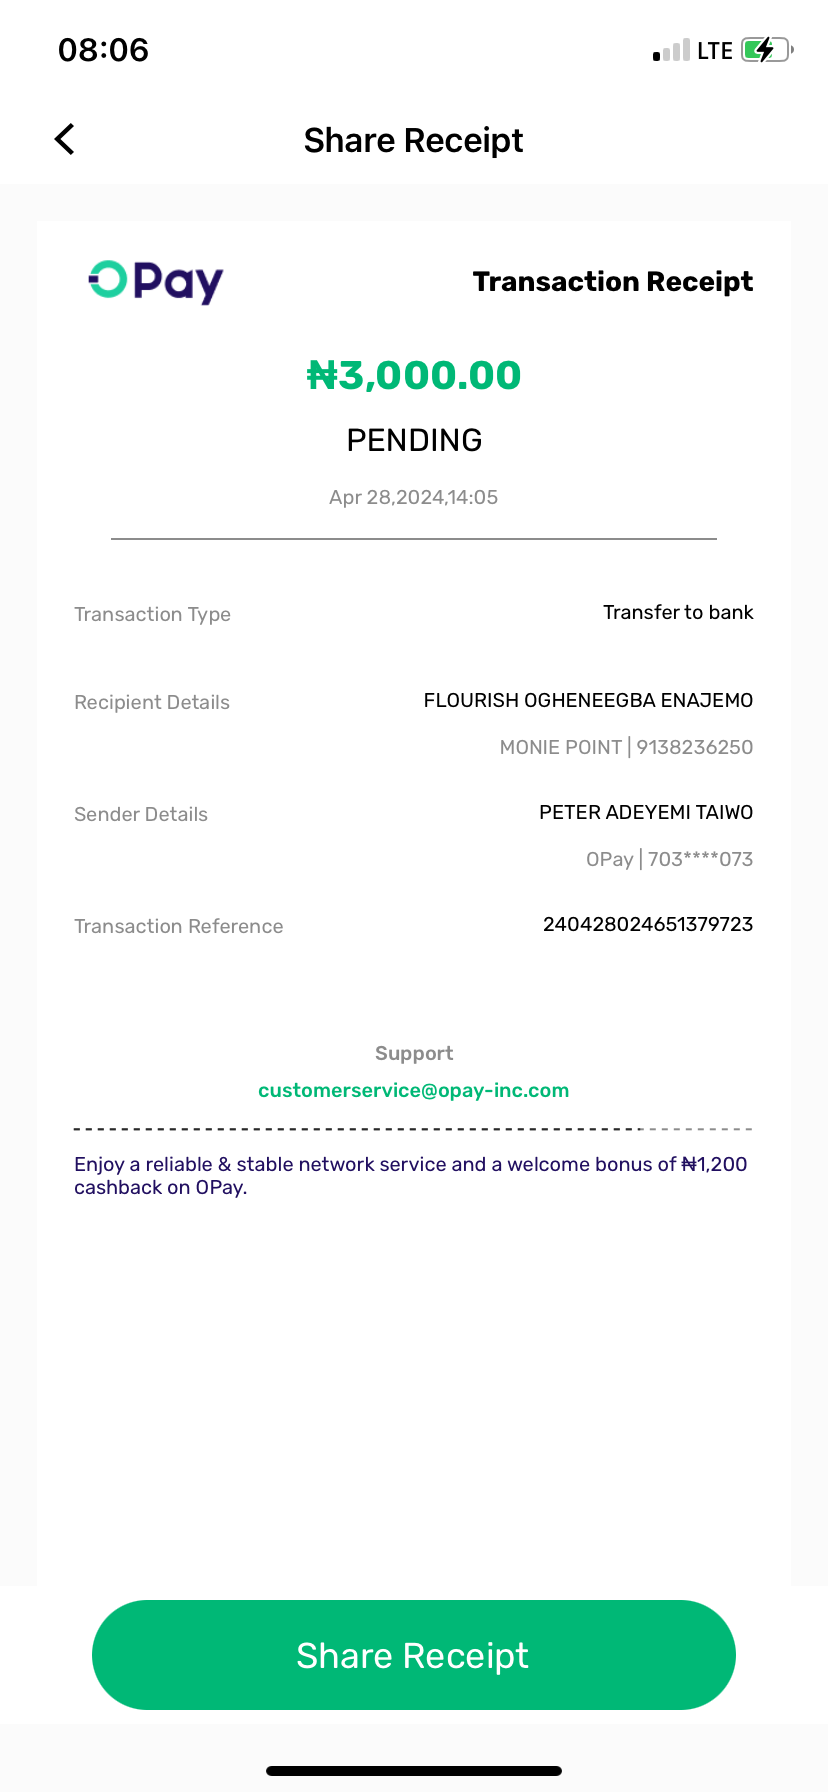 08:06
LTE
Share Receipt
OPay
Transaction Receipt
₦3,000.00
PENDING
Apr 28,2024,14:05
Transaction Type
Transfer to bank
Recipient Details
FLOURISH OGHENEEGBA ENAJEMO
MONIE POINT | 9138236250
Sender Details
PETER ADEYEMI TAIWO
OPay | 703****073
Transaction Reference
240428024651379723
Support
customerservice@opay-inc.com
Enjoy a reliable & stable network service and a welcome bonus of ₦1,200
cashback on OPay.
Share Receipt